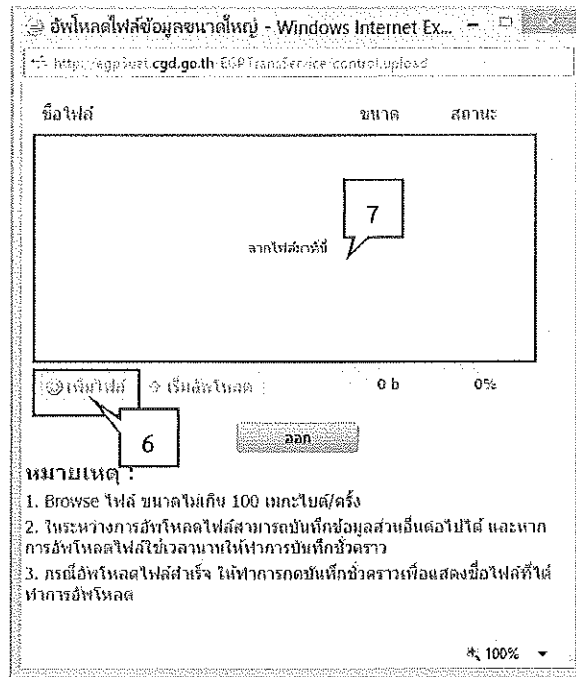 อัพโหลดไฟล์ข้อมูลขนาดใหญ่ - Windows Internet Ex...
cgd.go.th
ชื่อไฟล์ ขนาด สถานะ
7
ลากไฟล์มาที่นี่
เพิ่มไฟล์ เริ่มอัพโหลด 0 b 0%
6
ออก
หมายเหตุ :
1. Browse ไฟล์ ขนาดไม่เกิน 100 เมกะไบต์/ครั้ง
2. ในระหว่างการอัพโหลดไฟล์สามารถบันทึกข้อมูลส่วนอื่นต่อไปได้ และหาก
การอัพโหลดไฟล์ใช้เวลานานให้ทำการบันทึกชั่วคราว
3. กรณีอัพโหลดไฟล์สำเร็จ ให้ทำการกดบันทึกชั่วคราวเพื่อแสดงชื่อไฟล์ที่ได้
ทำการอัพโหลด
100%